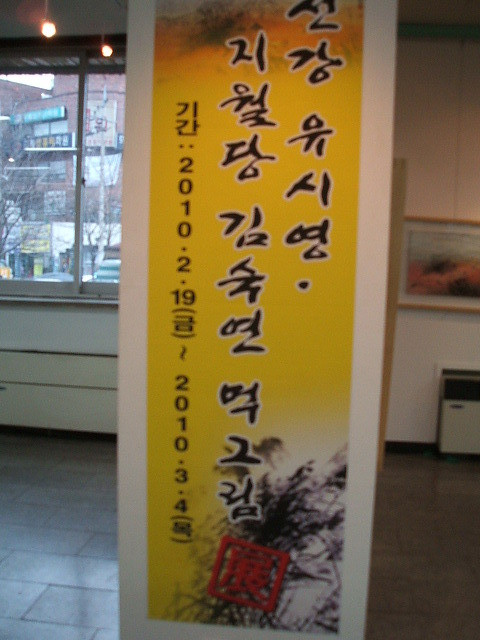 선강 유시영·
지월당 김숙연 먹그림
展
기간:2010.2.19(금)~2010.3.4(목)